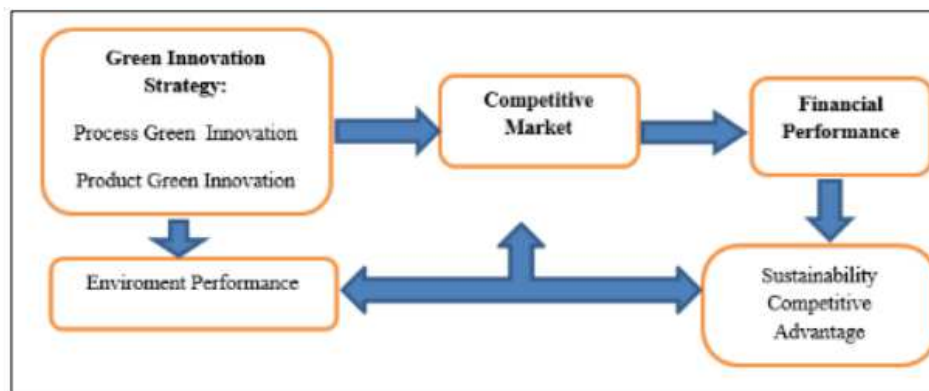 Green Innovation
Strategy:
Process Green Innovation
Product Green Innovation
Competitive
Market
Financial
Performance
Enviroment Performance
Sustainability
Competitive
Advantage